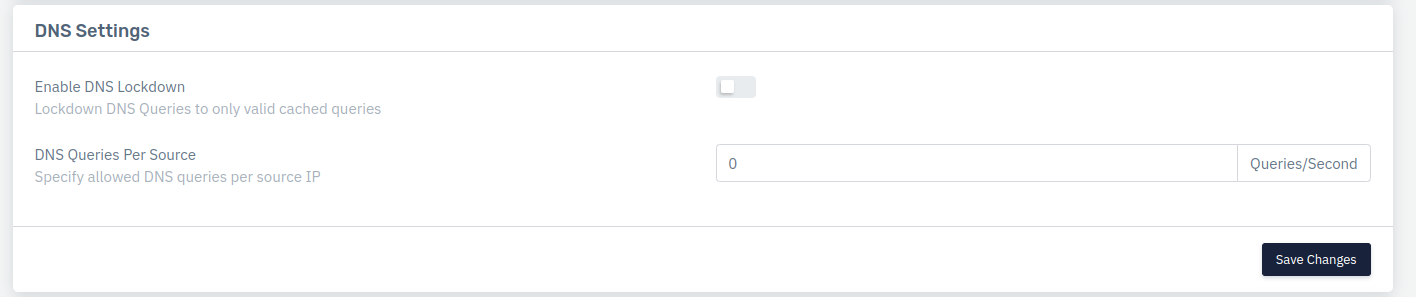 DNS Settings
Enable DNS Lockdown
Lockdown DNS Queries to only valid cached queries
DNS Queries Per Source
Specify allowed DNS queries per source IP
0
Queries/Second
Save Changes